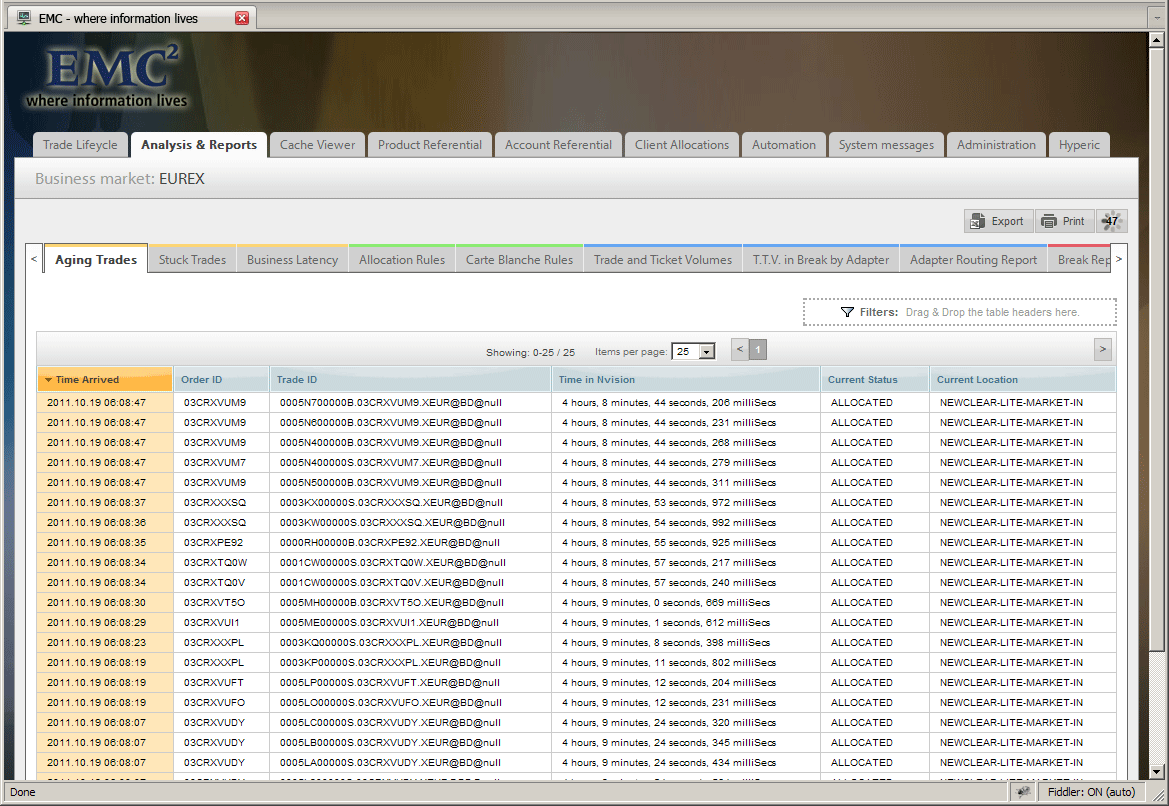 EMC - where information lives
EMC²
where information lives
Trade Lifeycle Analysis & Reports Cache Viewer Product Referential Account Referential Client Allocations Automation System messages Administration Hyperic
Business market: EUREX
Export Print 47
< Aging Trades Stuck Trades Business Latency Allocation Rules Carte Blanche Rules Trade and Ticket Volumes T.T.V. in Break by Adapter Adapter Routing Report Break Rep >
Filters: Drag & Drop the table headers here.
Showing: 0-25 / 25 Items per page: 25 < 1 >
Time Arrived Order ID Trade ID Time in Nvision Current Status Current Location
2011.10.19 06:08:47 03CRXVUM9 0005N700000B.03CRXVUM9.XEUR@BD@null 4 hours, 8 minutes, 44 seconds, 206 milliSecs ALLOCATED NEWCLEAR-LITE-MARKET-IN
2011.10.19 06:08:47 03CRXVUM9 0005N600000B.03CRXVUM9.XEUR@BD@null 4 hours, 8 minutes, 44 seconds, 231 milliSecs ALLOCATED NEWCLEAR-LITE-MARKET-IN
2011.10.19 06:08:47 03CRXVUM9 0005N400000B.03CRXVUM9.XEUR@BD@null 4 hours, 8 minutes, 44 seconds, 268 milliSecs ALLOCATED NEWCLEAR-LITE-MARKET-IN
2011.10.19 06:08:47 03CRXVUM7 0005N400000S.03CRXVUM7.XEUR@BD@null 4 hours, 8 minutes, 44 seconds, 279 milliSecs ALLOCATED NEWCLEAR-LITE-MARKET-IN
2011.10.19 06:08:47 03CRXVUM9 0005N500000B.03CRXVUM9.XEUR@BD@null 4 hours, 8 minutes, 44 seconds, 311 milliSecs ALLOCATED NEWCLEAR-LITE-MARKET-IN
2011.10.19 06:08:37 03CRXXXSQ 0003KX00000S.03CRXXXSQ.XEUR@BD@null 4 hours, 8 minutes, 53 seconds, 972 milliSecs ALLOCATED NEWCLEAR-LITE-MARKET-IN
2011.10.19 06:08:36 03CRXXXSQ 0003KW00000S.03CRXXXSQ.XEUR@BD@null 4 hours, 8 minutes, 54 seconds, 992 milliSecs ALLOCATED NEWCLEAR-LITE-MARKET-IN
2011.10.19 06:08:35 03CRXPE92 0000RH00000B.03CRXPE92.XEUR@BD@null 4 hours, 8 minutes, 55 seconds, 925 milliSecs ALLOCATED NEWCLEAR-LITE-MARKET-IN
2011.10.19 06:08:34 03CRXTQ0W 0001CW00000S.03CRXTQ0W.XEUR@BD@null 4 hours, 8 minutes, 57 seconds, 217 milliSecs ALLOCATED NEWCLEAR-LITE-MARKET-IN
2011.10.19 06:08:34 03CRXTQ0V 0001CW00000S.03CRXTQ0V.XEUR@BD@null 4 hours, 8 minutes, 57 seconds, 240 milliSecs ALLOCATED NEWCLEAR-LITE-MARKET-IN
2011.10.19 06:08:30 03CRXVT5O 0005MH00000B.03CRXVT5O.XEUR@BD@null 4 hours, 9 minutes, 0 seconds, 669 milliSecs ALLOCATED NEWCLEAR-LITE-MARKET-IN
2011.10.19 06:08:29 03CRXVUI1 0005ME00000S.03CRXVUI1.XEUR@BD@null 4 hours, 9 minutes, 1 seconds, 612 milliSecs ALLOCATED NEWCLEAR-LITE-MARKET-IN
2011.10.19 06:08:23 03CRXXXPL 0003KQ00000S.03CRXXXPL.XEUR@BD@null 4 hours, 9 minutes, 8 seconds, 398 milliSecs ALLOCATED NEWCLEAR-LITE-MARKET-IN
2011.10.19 06:08:19 03CRXXXPL 0003KP00000S.03CRXXXPL.XEUR@BD@null 4 hours, 9 minutes, 11 seconds, 802 milliSecs ALLOCATED NEWCLEAR-LITE-MARKET-IN
2011.10.19 06:08:19 03CRXVUFT 0005LP00000S.03CRXVUFT.XEUR@BD@null 4 hours, 9 minutes, 12 seconds, 204 milliSecs ALLOCATED NEWCLEAR-LITE-MARKET-IN
2011.10.19 06:08:19 03CRXVUFO 0005LO00000S.03CRXVUFO.XEUR@BD@null 4 hours, 9 minutes, 12 seconds, 231 milliSecs ALLOCATED NEWCLEAR-LITE-MARKET-IN
2011.10.19 06:08:07 03CRXVUDY 0005LC00000S.03CRXVUDY.XEUR@BD@null 4 hours, 9 minutes, 24 seconds, 320 milliSecs ALLOCATED NEWCLEAR-LITE-MARKET-IN
2011.10.19 06:08:07 03CRXVUDY 0005LB00000S.03CRXVUDY.XEUR@BD@null 4 hours, 9 minutes, 24 seconds, 345 milliSecs ALLOCATED NEWCLEAR-LITE-MARKET-IN
2011.10.19 06:08:07 03CRXVUDY 0005LA00000S.03CRXVUDY.XEUR@BD@null 4 hours, 9 minutes, 24 seconds, 434 milliSecs ALLOCATED NEWCLEAR-LITE-MARKET-IN
Done Fiddler: ON (auto)